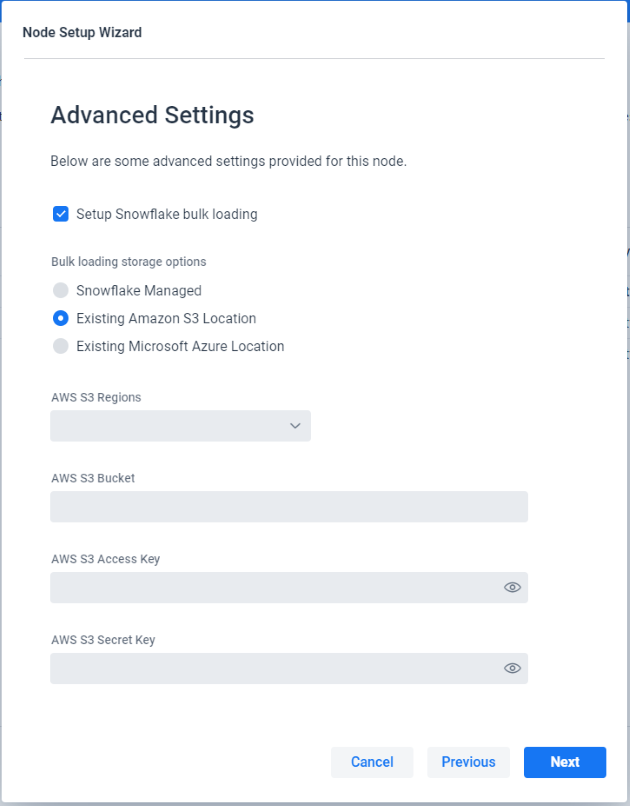 Node Setup Wizard
Advanced Settings
Below are some advanced settings provided for this node.
Setup Snowflake bulk loading
Bulk loading storage options
Snowflake Managed
Existing Amazon S3 Location
Existing Microsoft Azure Location
AWS S3 Regions
AWS S3 Bucket
AWS S3 Access Key
AWS S3 Secret Key
Cancel Previous Next